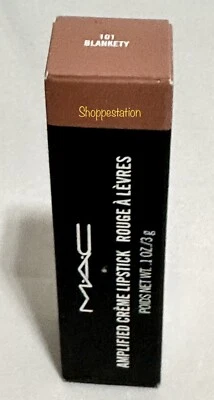 101
BLANKETY
Shoppestation
MAC
AMPLIFIED CRÈME LIPSTICK ROUGE À LÈVRES
POIDS NET WT. .1 OZ/3 g